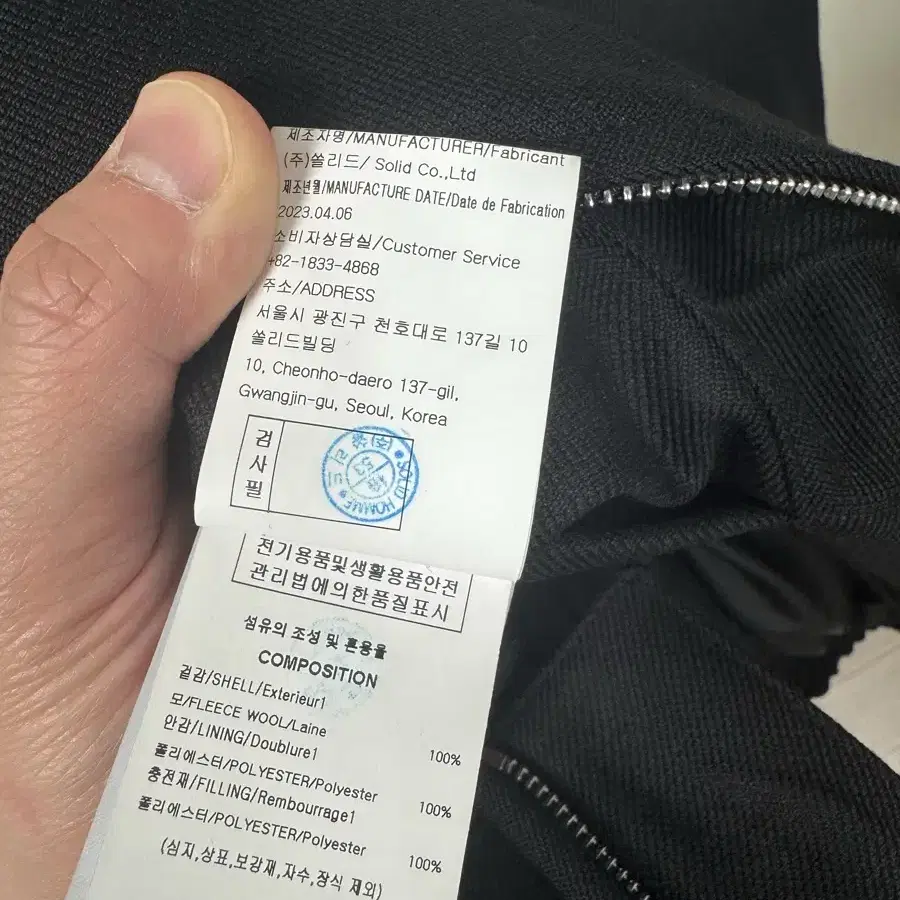 제조자명/MANUFACTURER/Fabricant
(주)쏠리드/ Solid Co.,Ltd
제조년월/MANUFACTURE DATE/Date de Fabrication
2023.04.06
소비자상담실/Customer Service
+82-1833-4868
주소/ADDRESS
서울시 광진구 천호대로 137길 10
쏠리드빌딩
10, Cheonho-daero 137-gil,
Gwangjin-gu, Seoul, Korea
검사필
(주)쏠리드
SOLID HOMME
전기용품및생활용품안전
관리법에의한품질표시
섬유의 조성 및 혼용율
COMPOSITION
겉감/SHELL/Exterieur1
모/FLEECE WOOL/Laine 100%
안감/LINING/Doublure1
폴리에스터/POLYESTER/Polyester 100%
충전재/FILLING/Rembourrage1
폴리에스터/POLYESTER/Polyester 100%
(심지,상표,보강재,자수,장식 제외)